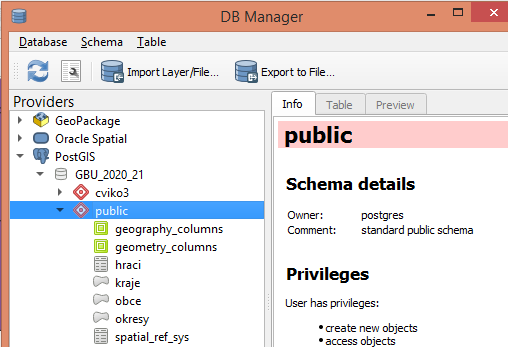 DB Manager
Database Schema Table
Import Layer/File... Export to File...
Providers
GeoPackage
Oracle Spatial
PostGIS
GBU_2020_21
cviko3
public
geography_columns
geometry_columns
hraci
kraje
obce
okresy
spatial_ref_sys
Info Table Preview
public
Schema details
Owner: postgres
Comment: standard public schema
Privileges
User has privileges:
• create new objects
• access objects